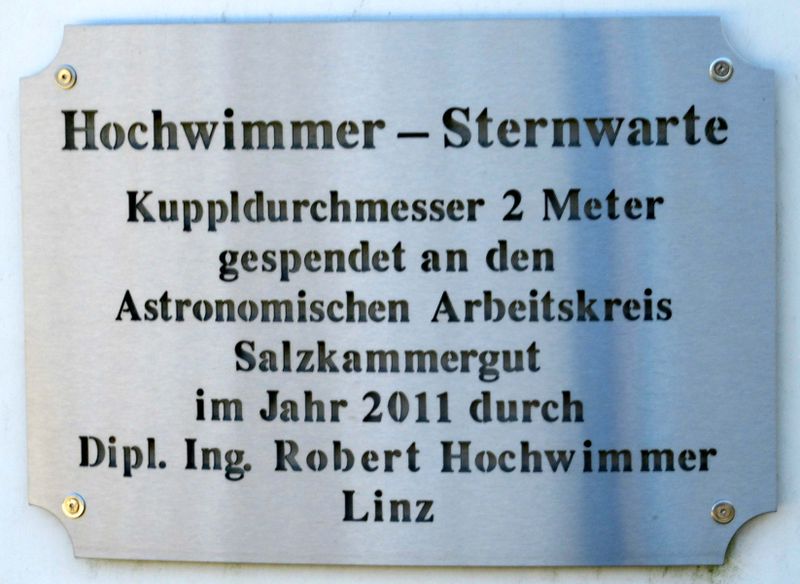 Hochwimmer – Sternwarte
Kuppldurchmesser 2 Meter
gespendet an den
Astronomischen Arbeitskreis
Salzkammergut
im Jahr 2011 durch
Dipl. Ing. Robert Hochwimmer
Linz